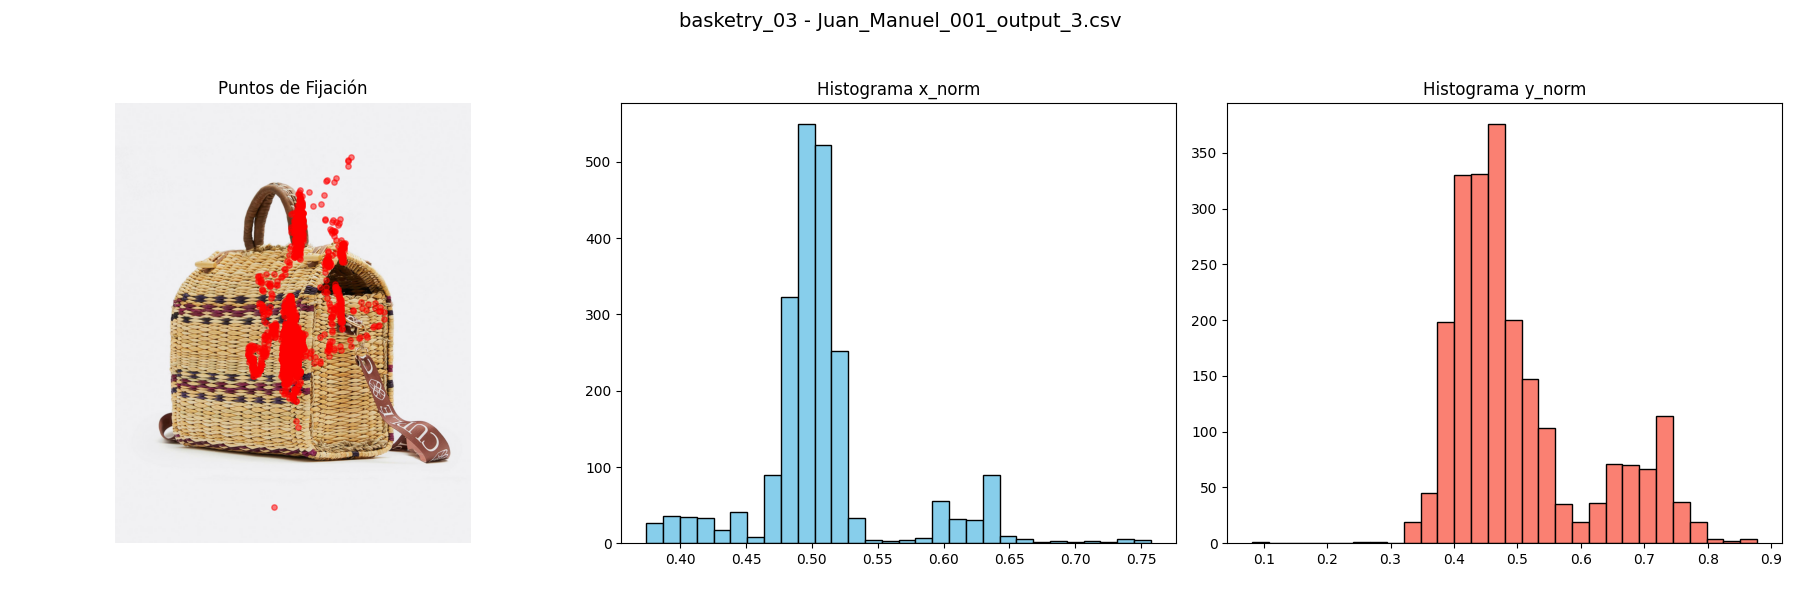 basketry_03 - Juan_Manuel_001_output_3.csv
Puntos de Fijación
Histograma x_norm
500
400
300
200
100
0
0.40 0.45 0.50 0.55 0.60 0.65 0.70 0.75
Histograma y_norm
350
300
250
200
150
100
50
0
0.1 0.2 0.3 0.4 0.5 0.6 0.7 0.8 0.9